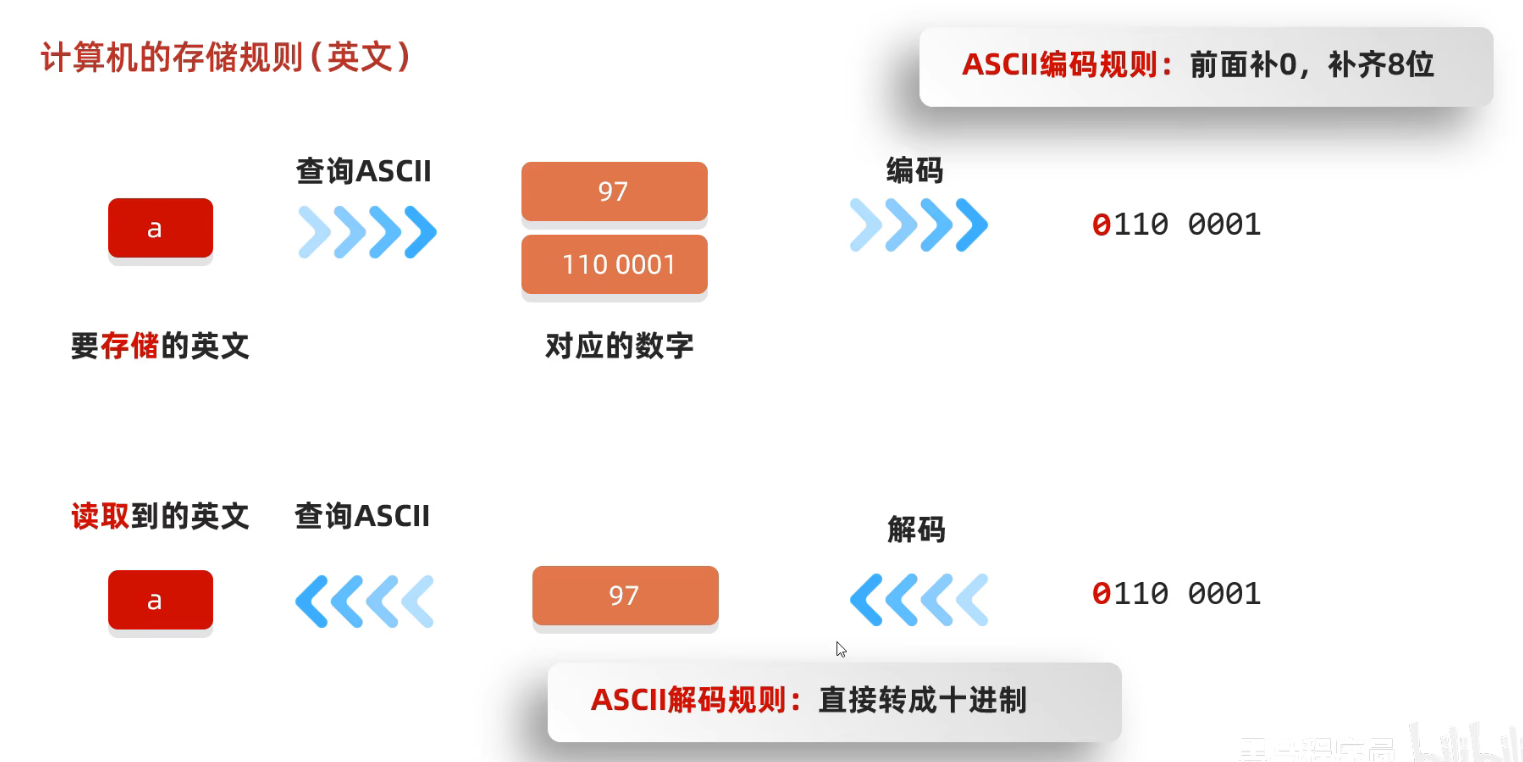 计算机的存储规则(英文)
ASCII编码规则：前面补0，补齐8位
查询ASCII
编码
a
97
110 0001
0110 0001
要存储的英文
对应的数字
读取到的英文
查询ASCII
解码
a
97
0110 0001
ASCII解码规则：直接转成十进制